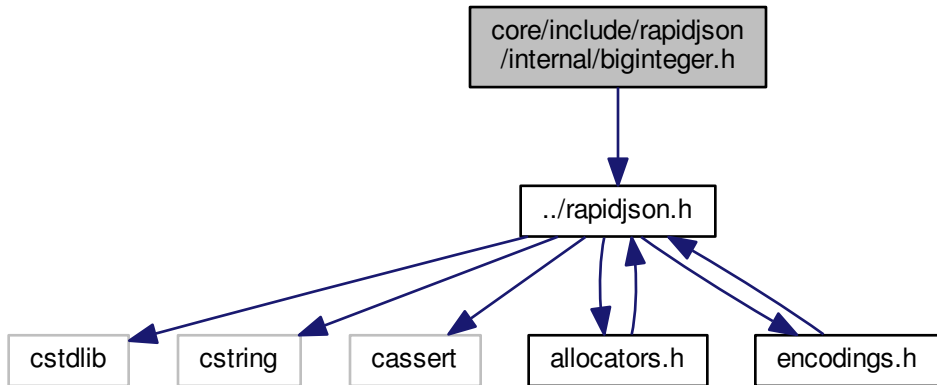 core/include/rapidjson
/internal/biginteger.h
../rapidjson.h
cstdlib
cstring
cassert
allocators.h
encodings.h